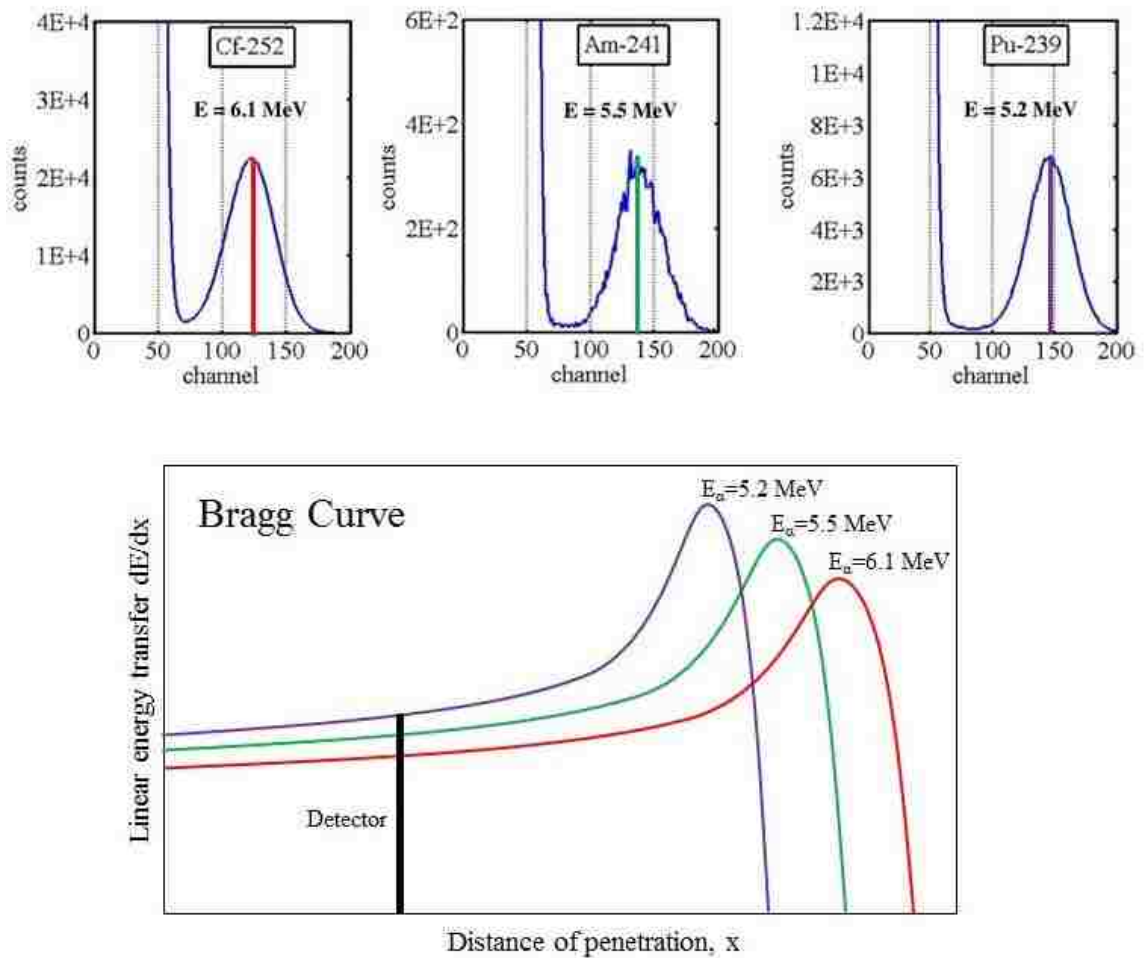 Cf-252
E = 6.1 MeV
counts
4E+4
3E+4
2E+4
1E+4
0
0 50 100 150 200
channel
Am-241
E = 5.5 MeV
counts
6E+2
4E+2
2E+2
0
0 50 100 150 200
channel
Pu-239
E = 5.2 MeV
counts
1.2E+4
1E+4
8E+3
6E+3
4E+3
2E+3
0
0 50 100 150 200
channel
Bragg Curve
Eα=5.2 MeV
Eα=5.5 MeV
Eα=6.1 MeV
Linear energy transfer dE/dx
Detector
Distance of penetration, x